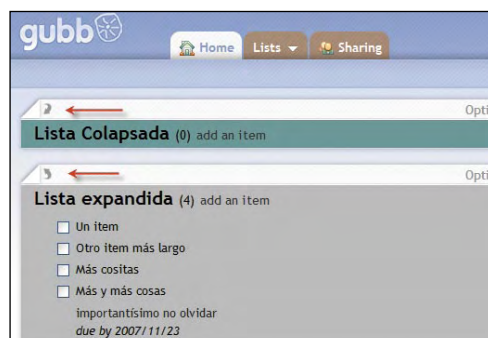 gubb
Home Lists Sharing
Opti
Lista Colapsada (0) add an item
Opti
Lista expandida (4) add an item
Un item
Otro item más largo
Más cositas
Más y más cosas
importantísimo no olvidar
due by 2007/11/23